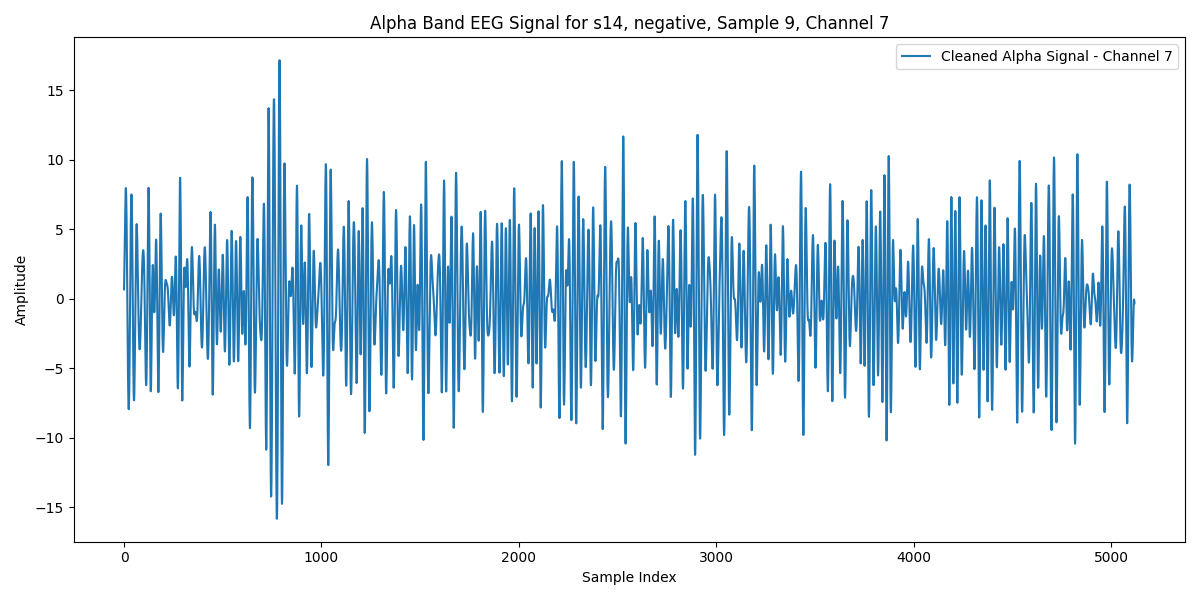 Alpha Band EEG Signal for s14, negative, Sample 9, Channel 7
Cleaned Alpha Signal - Channel 7
Amplitude
15
10
5
0
−5
−10
−15
0 1000 2000 3000 4000 5000
Sample Index